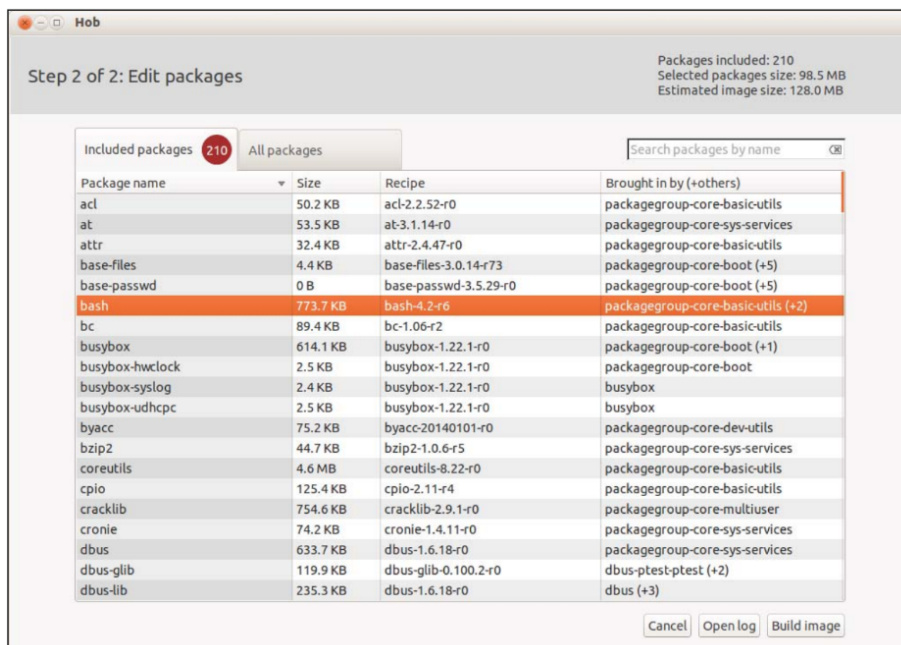 Hob
Step 2 of 2: Edit packages
Packages included: 210
Selected packages size: 98.5 MB
Estimated image size: 128.0 MB
Included packages 210 All packages
Search packages by name
Package name Size Recipe Brought in by (+others)
acl 50.2 KB acl-2.2.52-r0 packagegroup-core-basic-utils
at 53.5 KB at-3.1.14-r0 packagegroup-core-sys-services
attr 32.4 KB attr-2.4.47-r0 packagegroup-core-basic-utils
base-files 4.4 KB base-files-3.0.14-r73 packagegroup-core-boot (+5)
base-passwd 0 B base-passwd-3.5.29-r0 packagegroup-core-boot (+5)
bash 773.7 KB bash-4.2-r6 packagegroup-core-basic-utils (+2)
bc 89.4 KB bc-1.06-r2 packagegroup-core-basic-utils
busybox 614.1 KB busybox-1.22.1-r0 packagegroup-core-boot (+1)
busybox-hwclock 2.5 KB busybox-1.22.1-r0 packagegroup-core-boot
busybox-syslog 2.4 KB busybox-1.22.1-r0 busybox
busybox-udhcpc 2.5 KB busybox-1.22.1-r0 busybox
byacc 75.2 KB byacc-20140101-r0 packagegroup-core-dev-utils
bzip2 44.7 KB bzip2-1.0.6-r5 packagegroup-core-sys-services
coreutils 4.6 MB coreutils-8.22-r0 packagegroup-core-basic-utils
cpio 125.4 KB cpio-2.11-r4 packagegroup-core-basic-utils
cracklib 754.6 KB cracklib-2.9.1-r0 packagegroup-core-multiuser
cronie 74.2 KB cronie-1.4.11-r0 packagegroup-core-sys-services
dbus 633.7 KB dbus-1.6.18-r0 packagegroup-core-sys-services
dbus-glib 119.9 KB dbus-glib-0.100.2-r0 dbus-ptest-ptest (+2)
dbus-lib 235.3 KB dbus-1.6.18-r0 dbus (+3)
Cancel Open log Build image